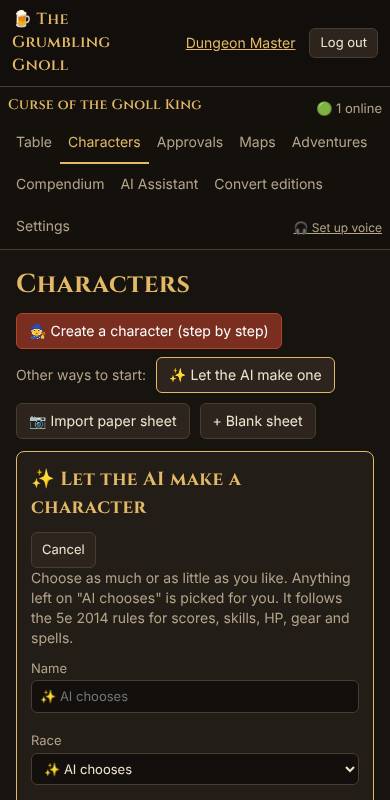 🍺 The
Grumbling
Gnoll
Dungeon Master
Log out
Curse of the Gnoll King
🟢 1 online
Table Characters Approvals Maps Adventures
Compendium AI Assistant Convert editions
Settings
🎧 Set up voice
Characters
🧙 Create a character (step by step)
Other ways to start: ✨ Let the AI make one
📷 Import paper sheet + Blank sheet
✨ Let the AI make a
character
Cancel
Choose as much or as little as you like. Anything
left on "AI chooses" is picked for you. It follows
the 5e 2014 rules for scores, skills, HP, gear and
spells.
Name
✨ AI chooses
Race
✨ AI chooses